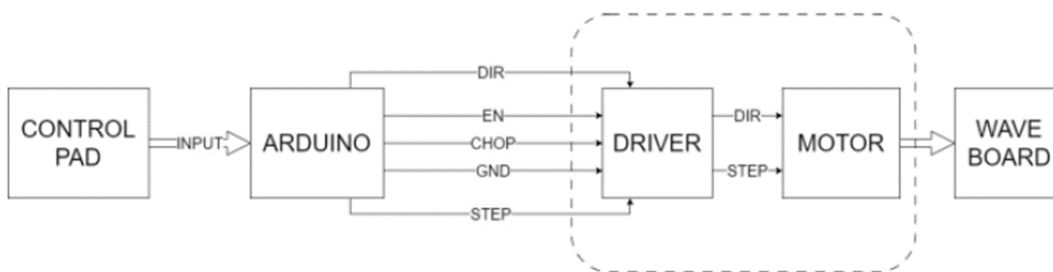 DIR
CONTROL
PAD
INPUT
ARDUINO
EN
CHOP
GND
STEP
DRIVER
DIR
STEP
MOTOR
WAVE
BOARD